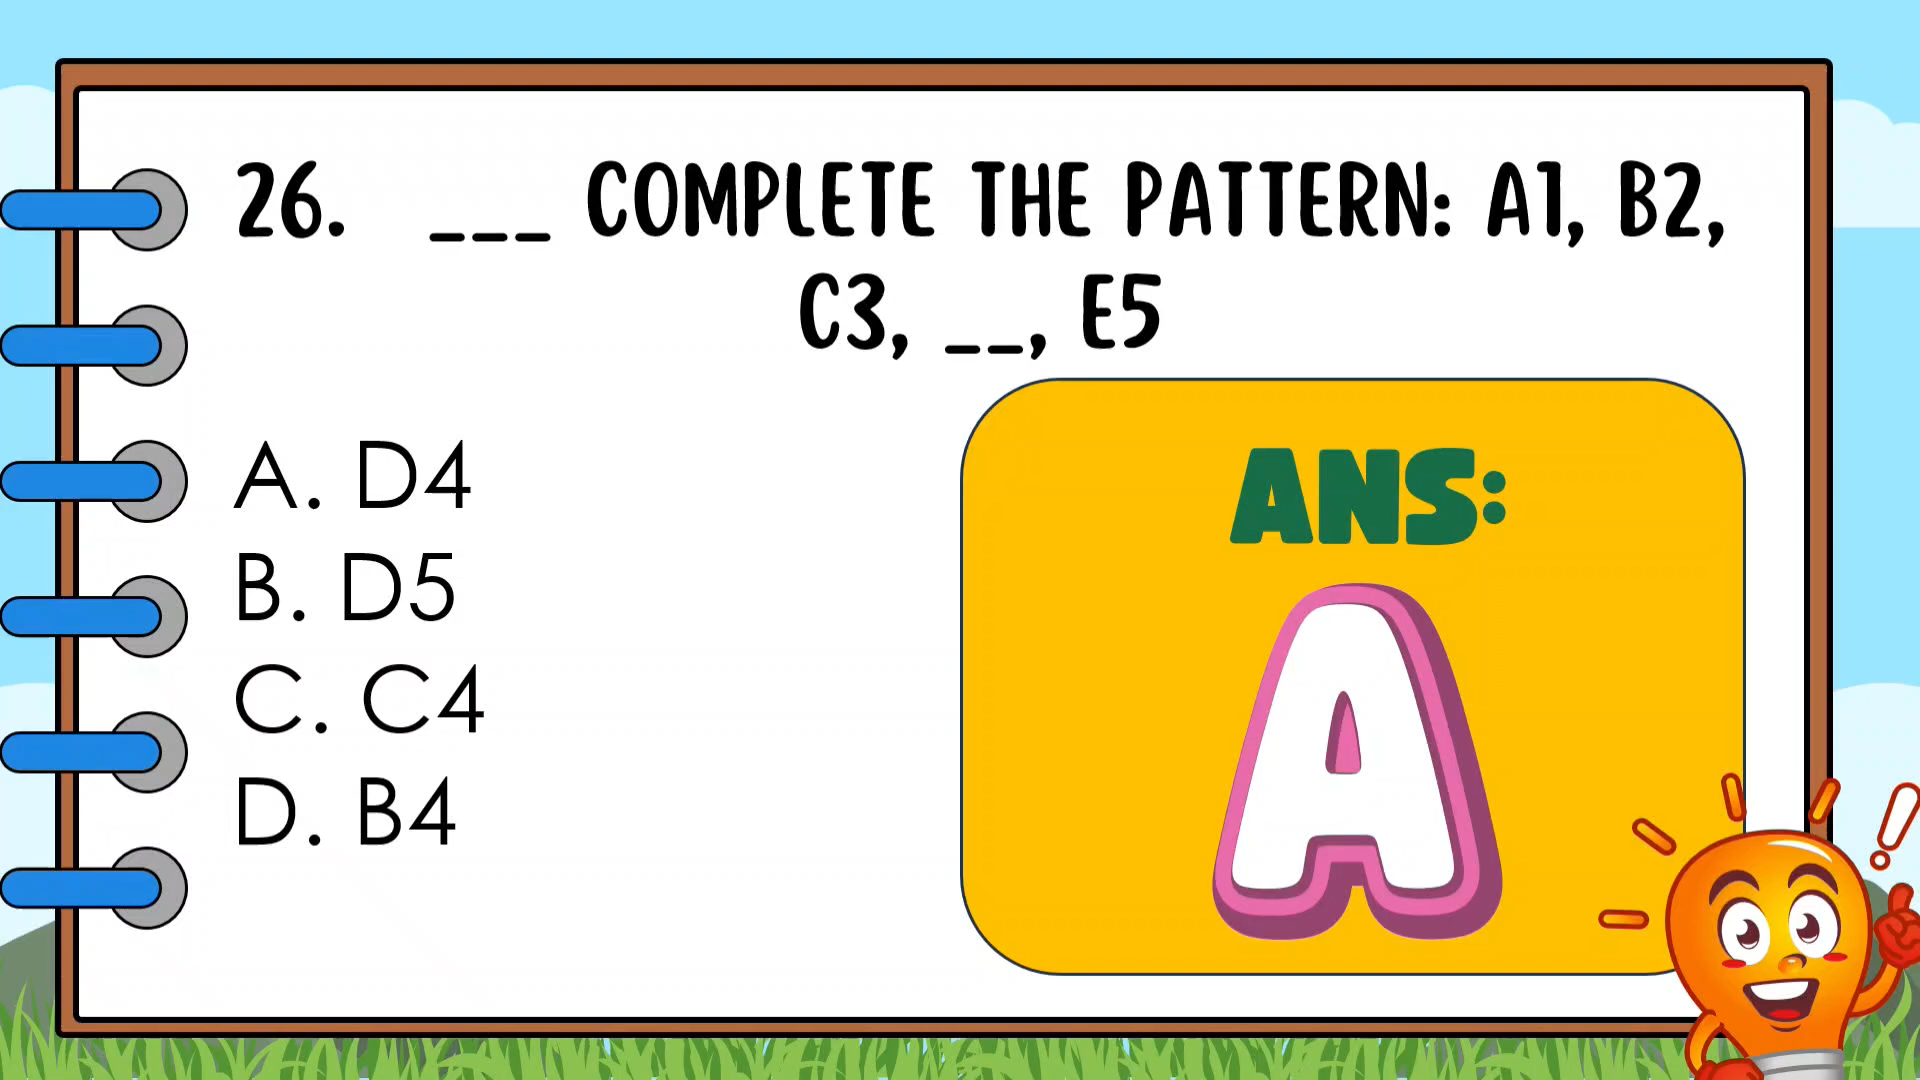 26. ___ COMPLETE THE PATTERN: A1, B2,
C3, __, E5
A. D4
B. D5
C. C4
D. B4
ANS:
A